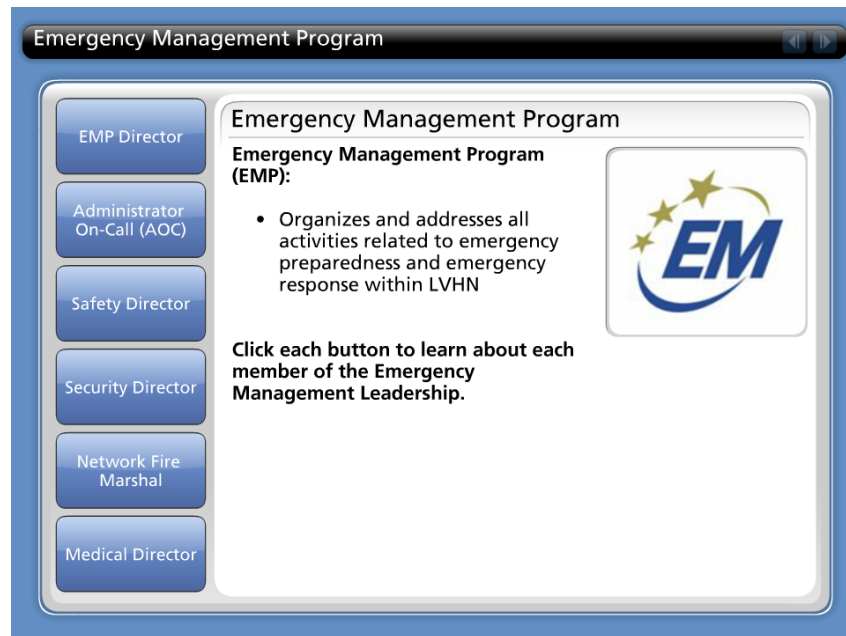 Emergency Management Program
EMP Director
Administrator
On-Call (AOC)
Safety Director
Security Director
Network Fire
Marshal
Medical Director
Emergency Management Program
Emergency Management Program
(EMP):
• Organizes and addresses all
activities related to emergency
preparedness and emergency
response within LVHN
Click each button to learn about each
member of the Emergency
Management Leadership.
EM